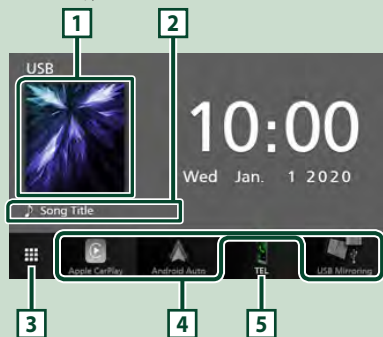 1 2
USB
10:00
Wed Jan. 1 2020
♪ Song Title
Apple CarPlay Android Auto TEL USB Mirroring
3 4 5